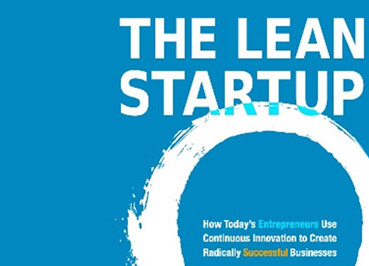 THE LEAN
STARTUP
How Today's Entrepreneurs Use
Continuous Innovation to Create
Radically Successful Businesses